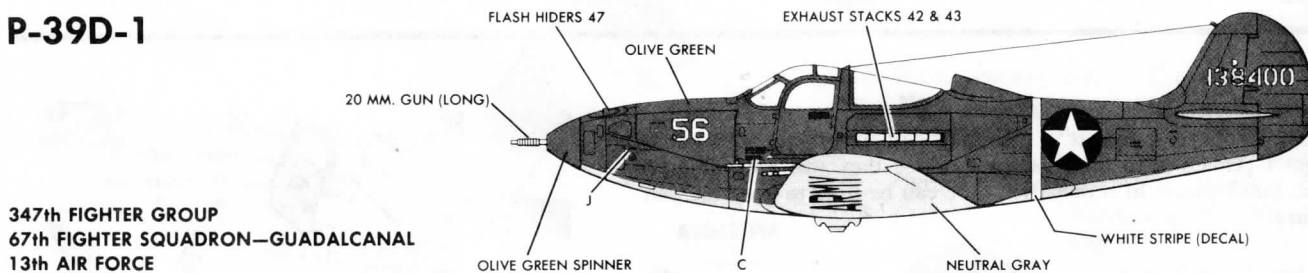 P-39D-1
FLASH HIDERS 47
EXHAUST STACKS 42 & 43
OLIVE GREEN
20 MM. GUN (LONG)
138400
56
ARMY
J
347th FIGHTER GROUP
67th FIGHTER SQUADRON—GUADALCANAL
13th AIR FORCE
OLIVE GREEN SPINNER
C
NEUTRAL GRAY
WHITE STRIPE (DECAL)